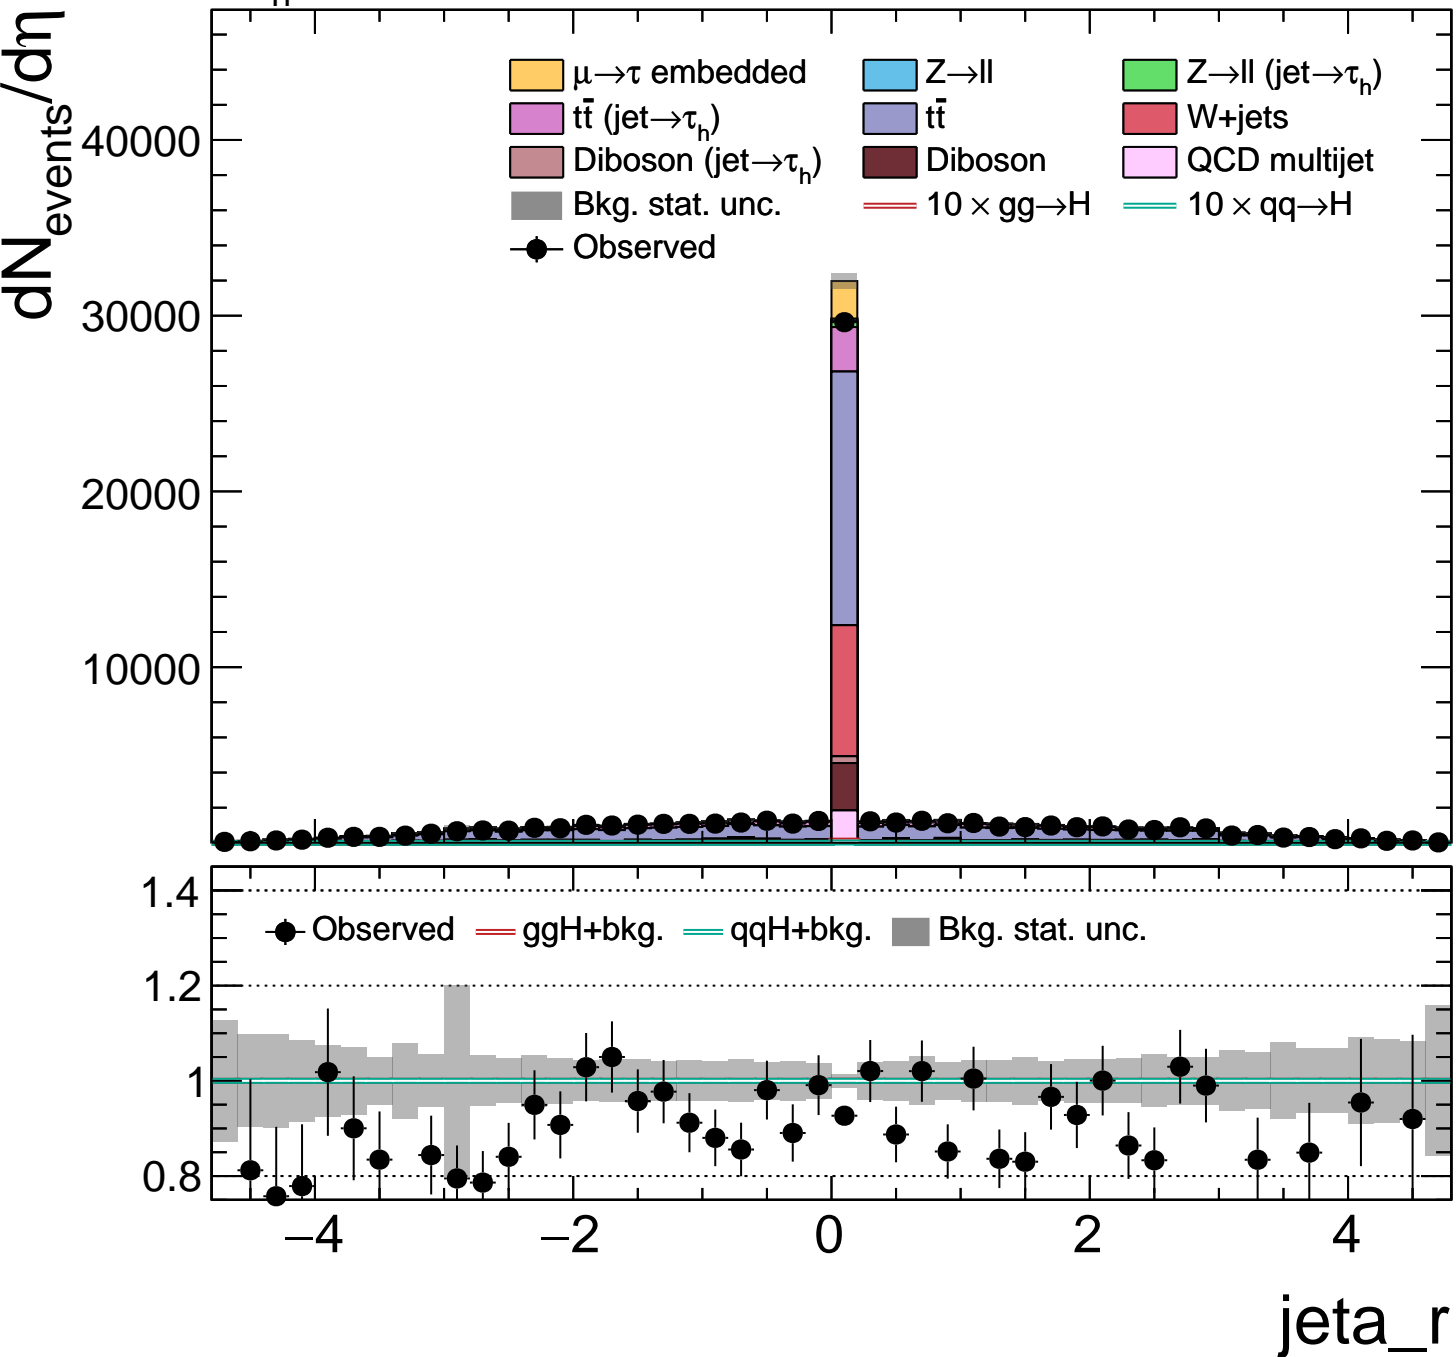 dN_events/dη
40000
30000
20000
10000
μ→τ embedded
Z→ll
Z→ll (jet→τ_h)
tt̄ (jet→τ_h)
tt̄
W+jets
Diboson (jet→τ_h)
Diboson
QCD multijet
Bkg. stat. unc.
10 × gg→H
10 × qq→H
Observed
1.4
1.2
1
0.8
Observed
ggH+bkg.
qqH+bkg.
Bkg. stat. unc.
−4
−2
0
2
4
jeta_r